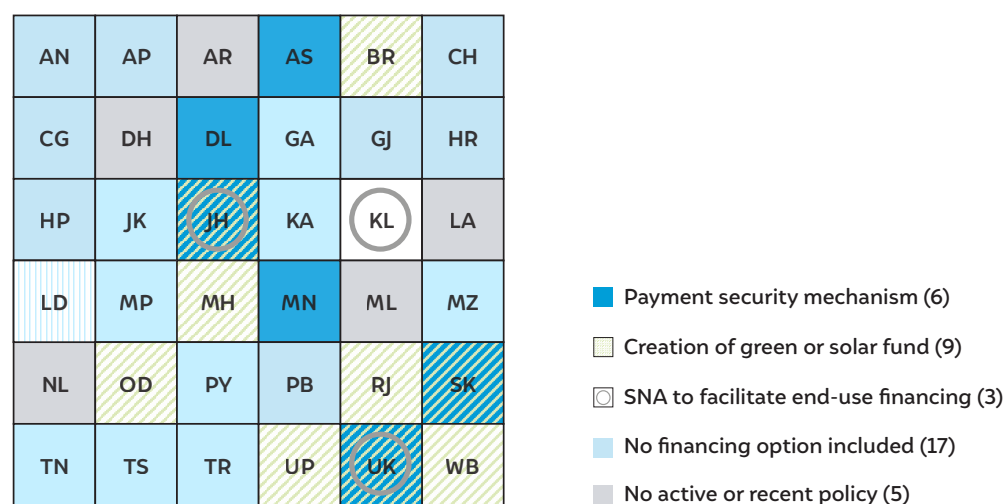 AN AP AR AS BR CH
CG DH DL GA GJ HR
HP JK JH KA KL LA
LD MP MH MN ML MZ
NL OD PY PB RJ SK
TN TS TR UP UK WB
Payment security mechanism (6)
Creation of green or solar fund (9)
SNA to facilitate end-use financing (3)
No financing option included (17)
No active or recent policy (5)